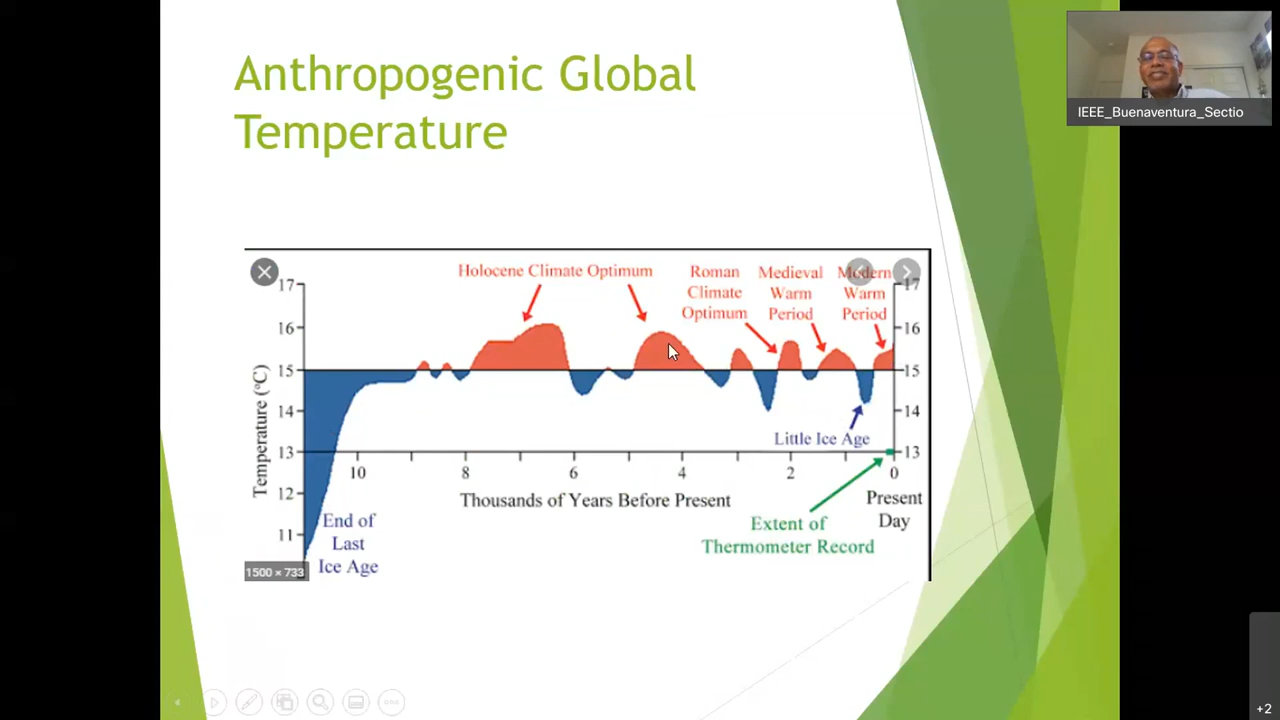 Anthropogenic Global
Temperature
IEEE_Buenaventura_Sectio
Holocene Climate Optimum
Roman
Climate
Optimum
Medieval
Warm
Period
Modern
Warm
Period
17
16
15
14
13
12
11
Temperature (°C)
17
16
15
14
13
Little Ice Age
10
8
6
4
2
0
Thousands of Years Before Present
Present
Day
End of
Last
Ice Age
Extent of
Thermometer Record
1500 × 733
+2